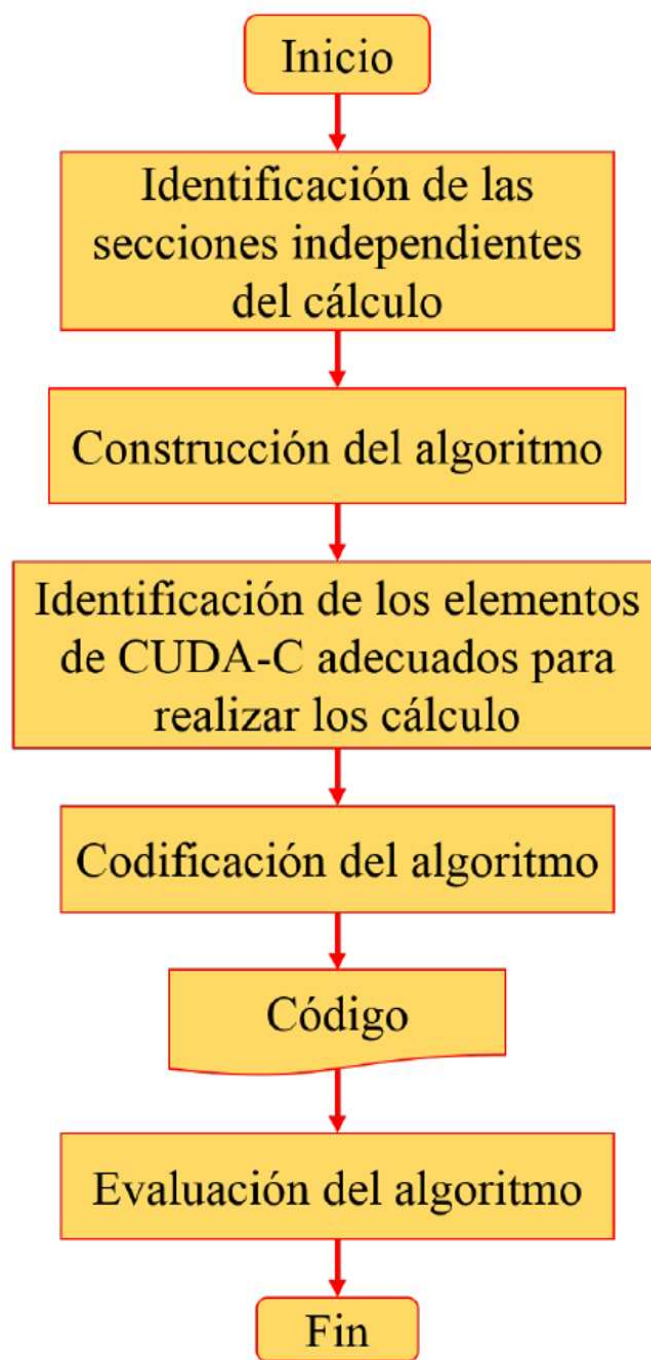 Inicio
Identificación de las
secciones independientes
del cálculo
Construcción del algoritmo
Identificación de los elementos
de CUDA-C adecuados para
realizar los cálculo
Codificación del algoritmo
Código
Evaluación del algoritmo
Fin